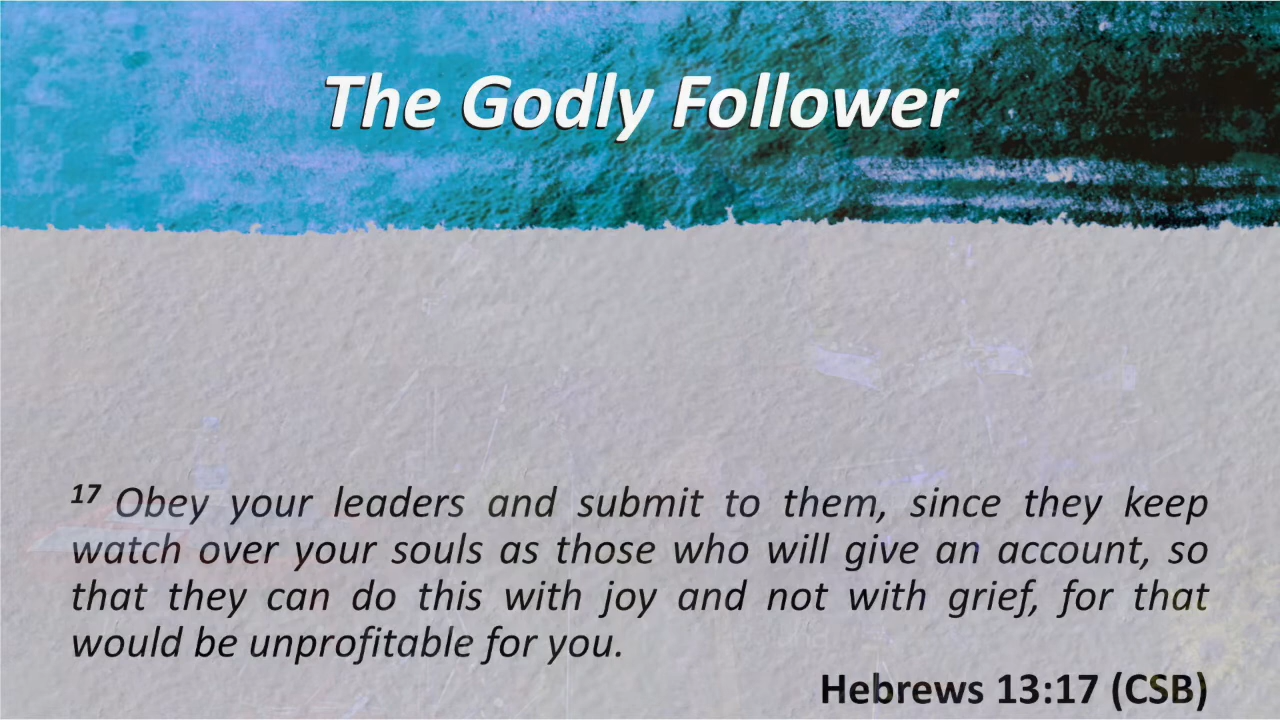 The Godly Follower
17 Obey your leaders and submit to them, since they keep
watch over your souls as those who will give an account, so
that they can do this with joy and not with grief, for that
would be unprofitable for you.
Hebrews 13:17 (CSB)